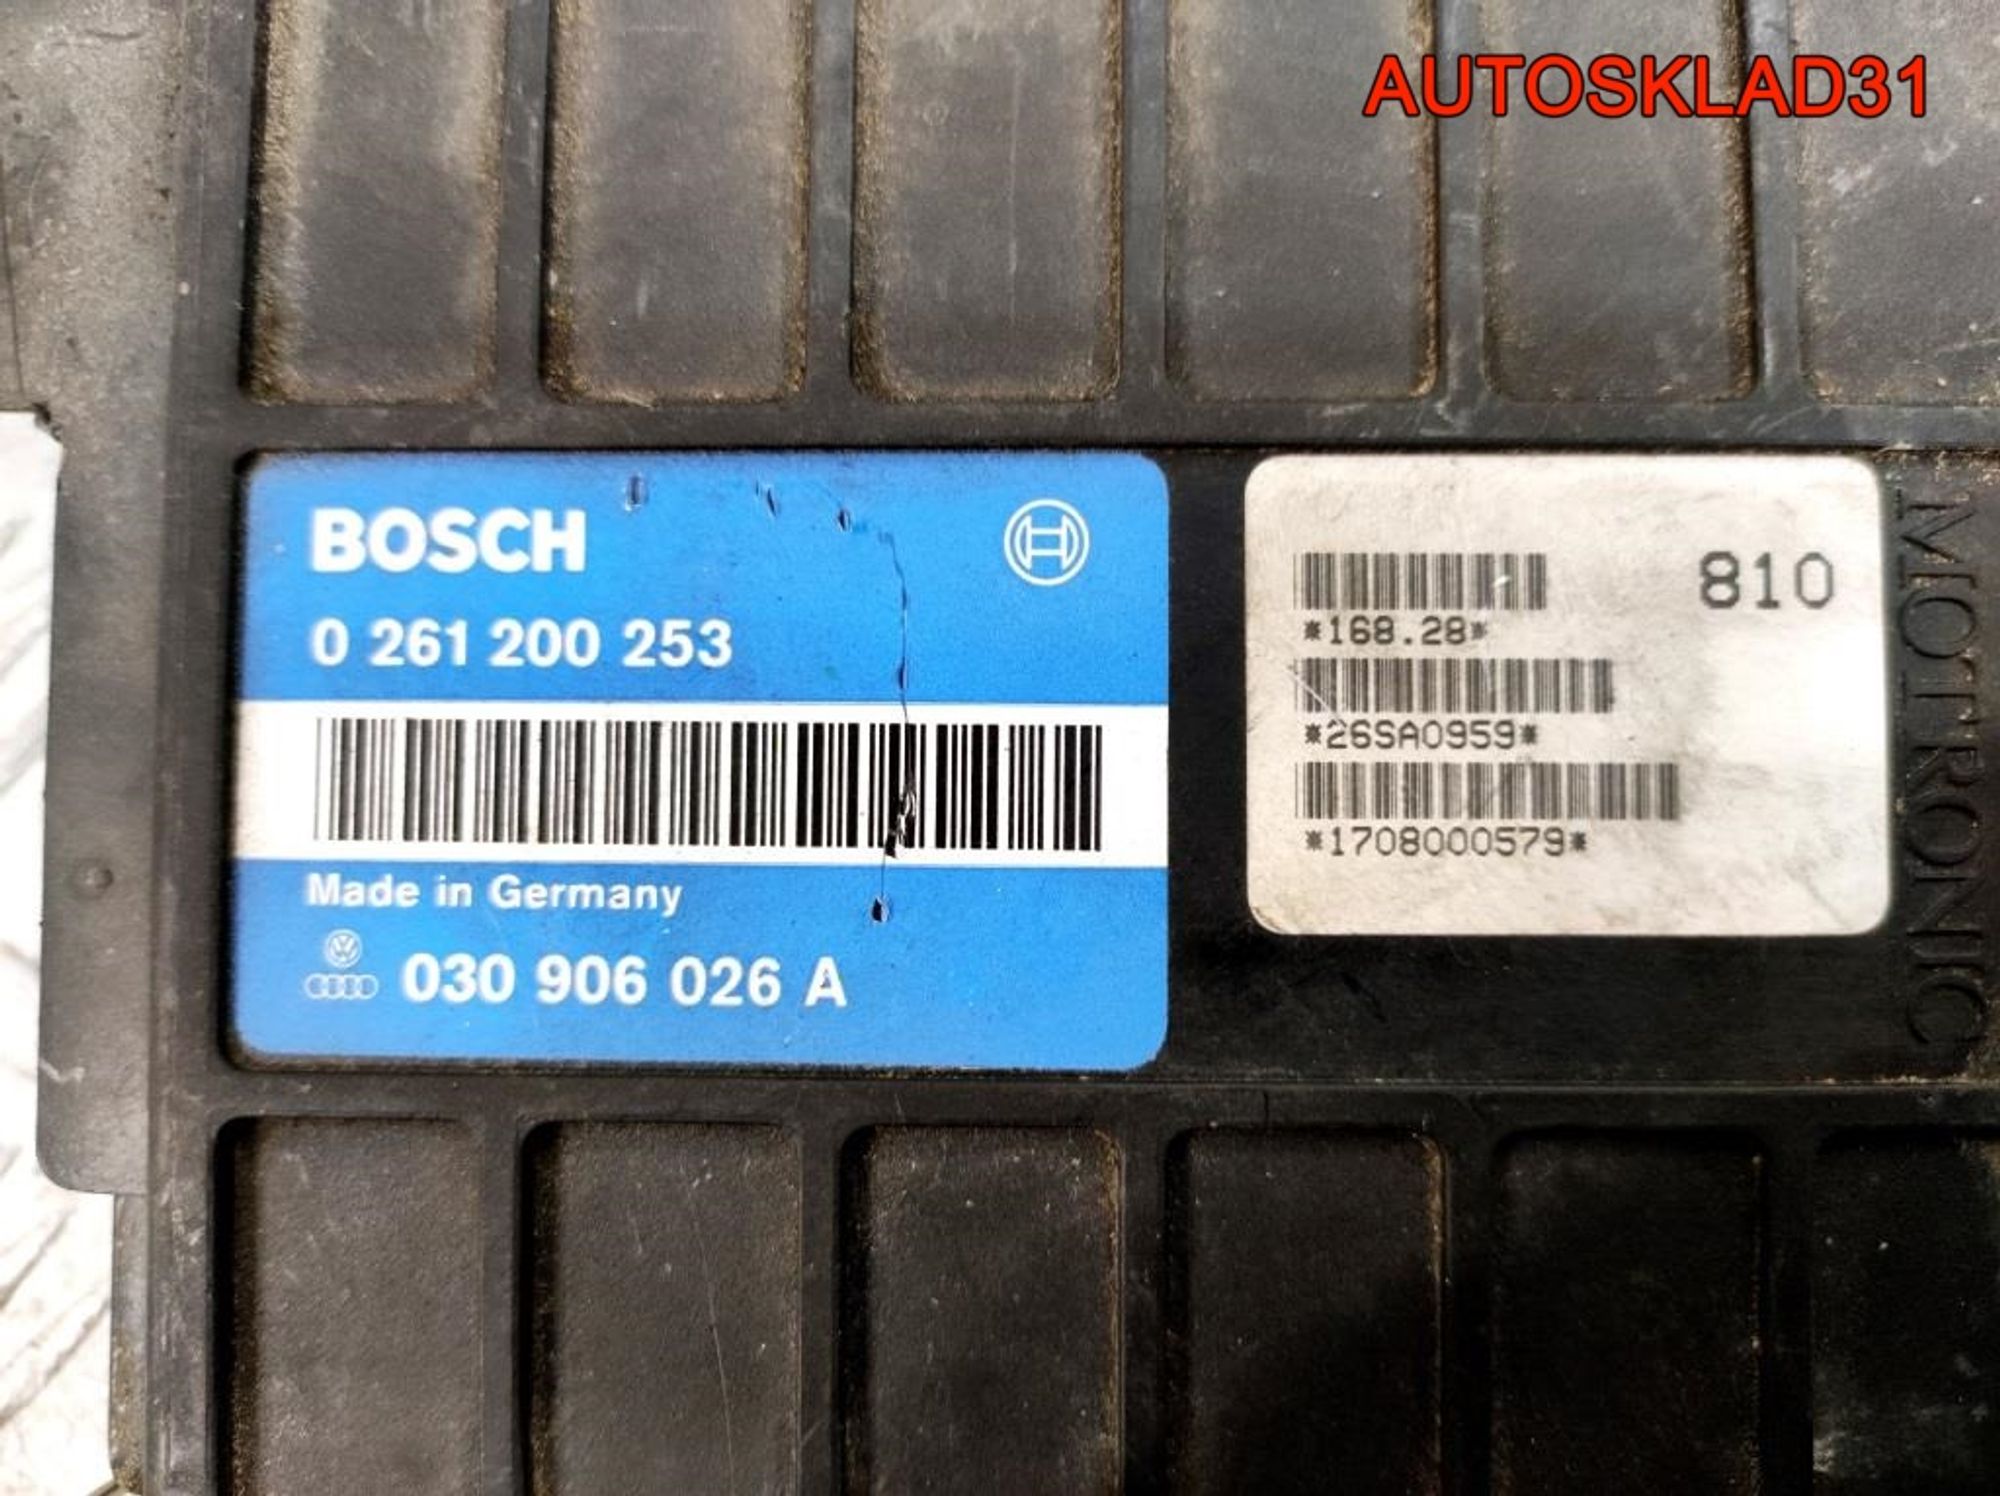 AUTOSKLAD31
BOSCH
0 261 200 253
Made in Germany
030 906 026 A
810
*168.28*
*26SA0959*
*1708000579*
MOTRONIC